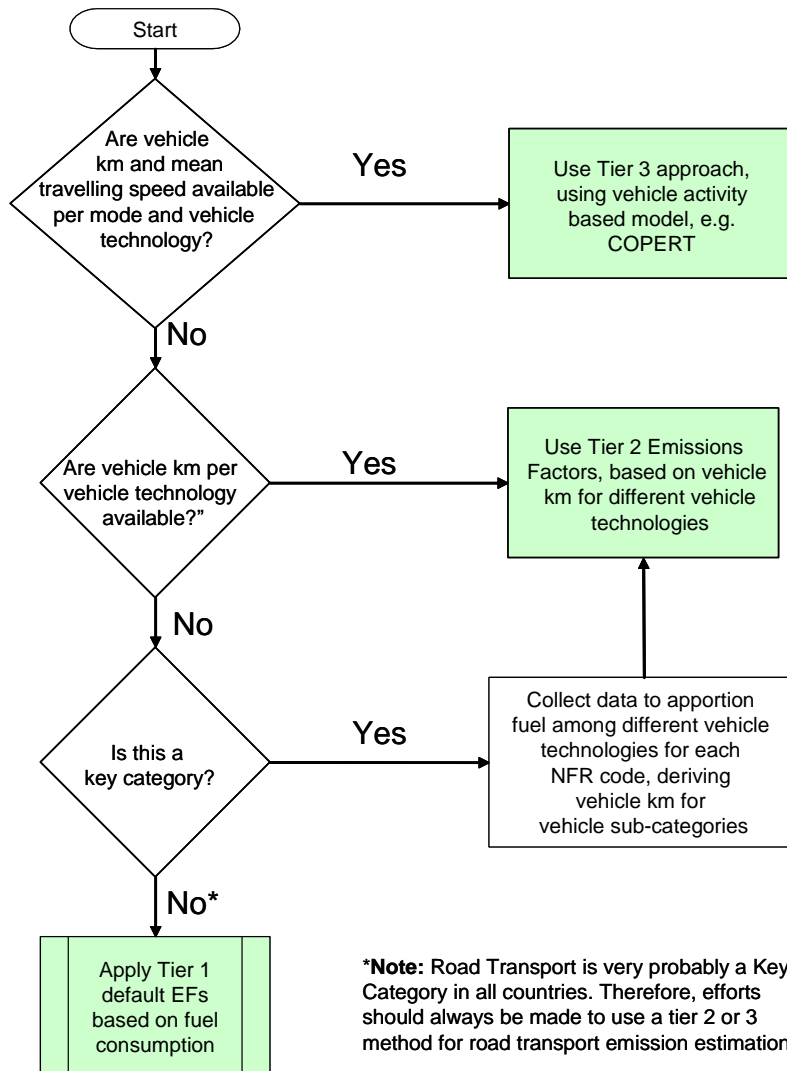 Start
Are vehicle
km and mean
travelling speed available
per mode and vehicle
technology?
Yes
Use Tier 3 approach,
using vehicle activity
based model, e.g.
COPERT
No
Are vehicle km per
vehicle technology
available?”
Yes
Use Tier 2 Emissions
Factors, based on vehicle
km for different vehicle
technologies
No
Is this a
key category?
Yes
Collect data to apportion
fuel among different vehicle
technologies for each
NFR code, deriving
vehicle km for
vehicle sub-categories
No*
Apply Tier 1
default EFs
based on fuel
consumption
*Note: Road Transport is very probably a Key
Category in all countries. Therefore, efforts
should always be made to use a tier 2 or 3
method for road transport emission estimation